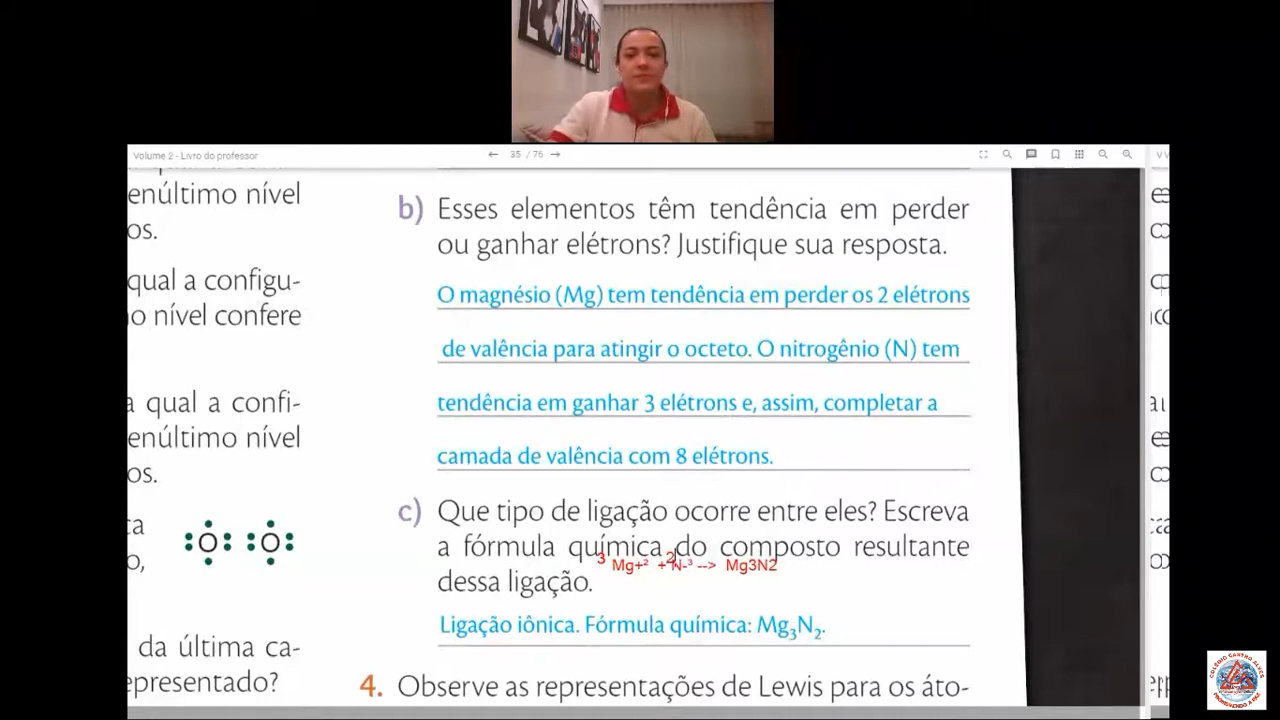 Volume 2 - Livro do professor
35 / 76
enúltimo nível
os.
qual a configu-
o nível confere
a qual a confi-
enúltimo nível
os.
ca
O O
o,
da última ca-
epresentado?
b) Esses elementos têm tendência em perder
ou ganhar elétrons? Justifique sua resposta.
O magnésio (Mg) tem tendência em perder os 2 elétrons
de valência para atingir o octeto. O nitrogênio (N) tem
tendência em ganhar 3 elétrons e, assim, completar a
camada de valência com 8 elétrons.
c) Que tipo de ligação ocorre entre eles? Escreva
a fórmula química do composto resultante
3 Mg+² + 2N-³ --> Mg3N2
dessa ligação.
Ligação iônica. Fórmula química: Mg₃N₂.
4. Observe as representações de Lewis para os áto-
COLÉGIO CASTRO ALVES